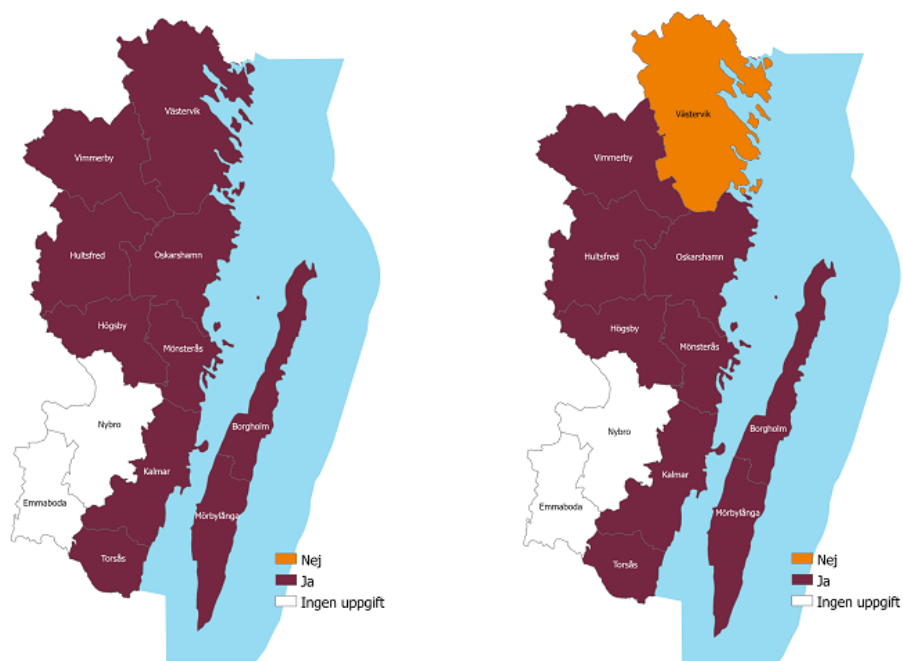 Västervik
Vimmerby
Hultsfred
Oskarshamn
Högsby
Mönsterås
Nybro
Borgholm
Kalmar
Emmaboda
Mörbylånga
Torsås
Nej
Ja
Ingen uppgift
Västervik
Vimmerby
Hultsfred
Oskarshamn
Högsby
Mönsterås
Nybro
Borgholm
Kalmar
Emmaboda
Mörbylånga
Torsås
Nej
Ja
Ingen uppgift